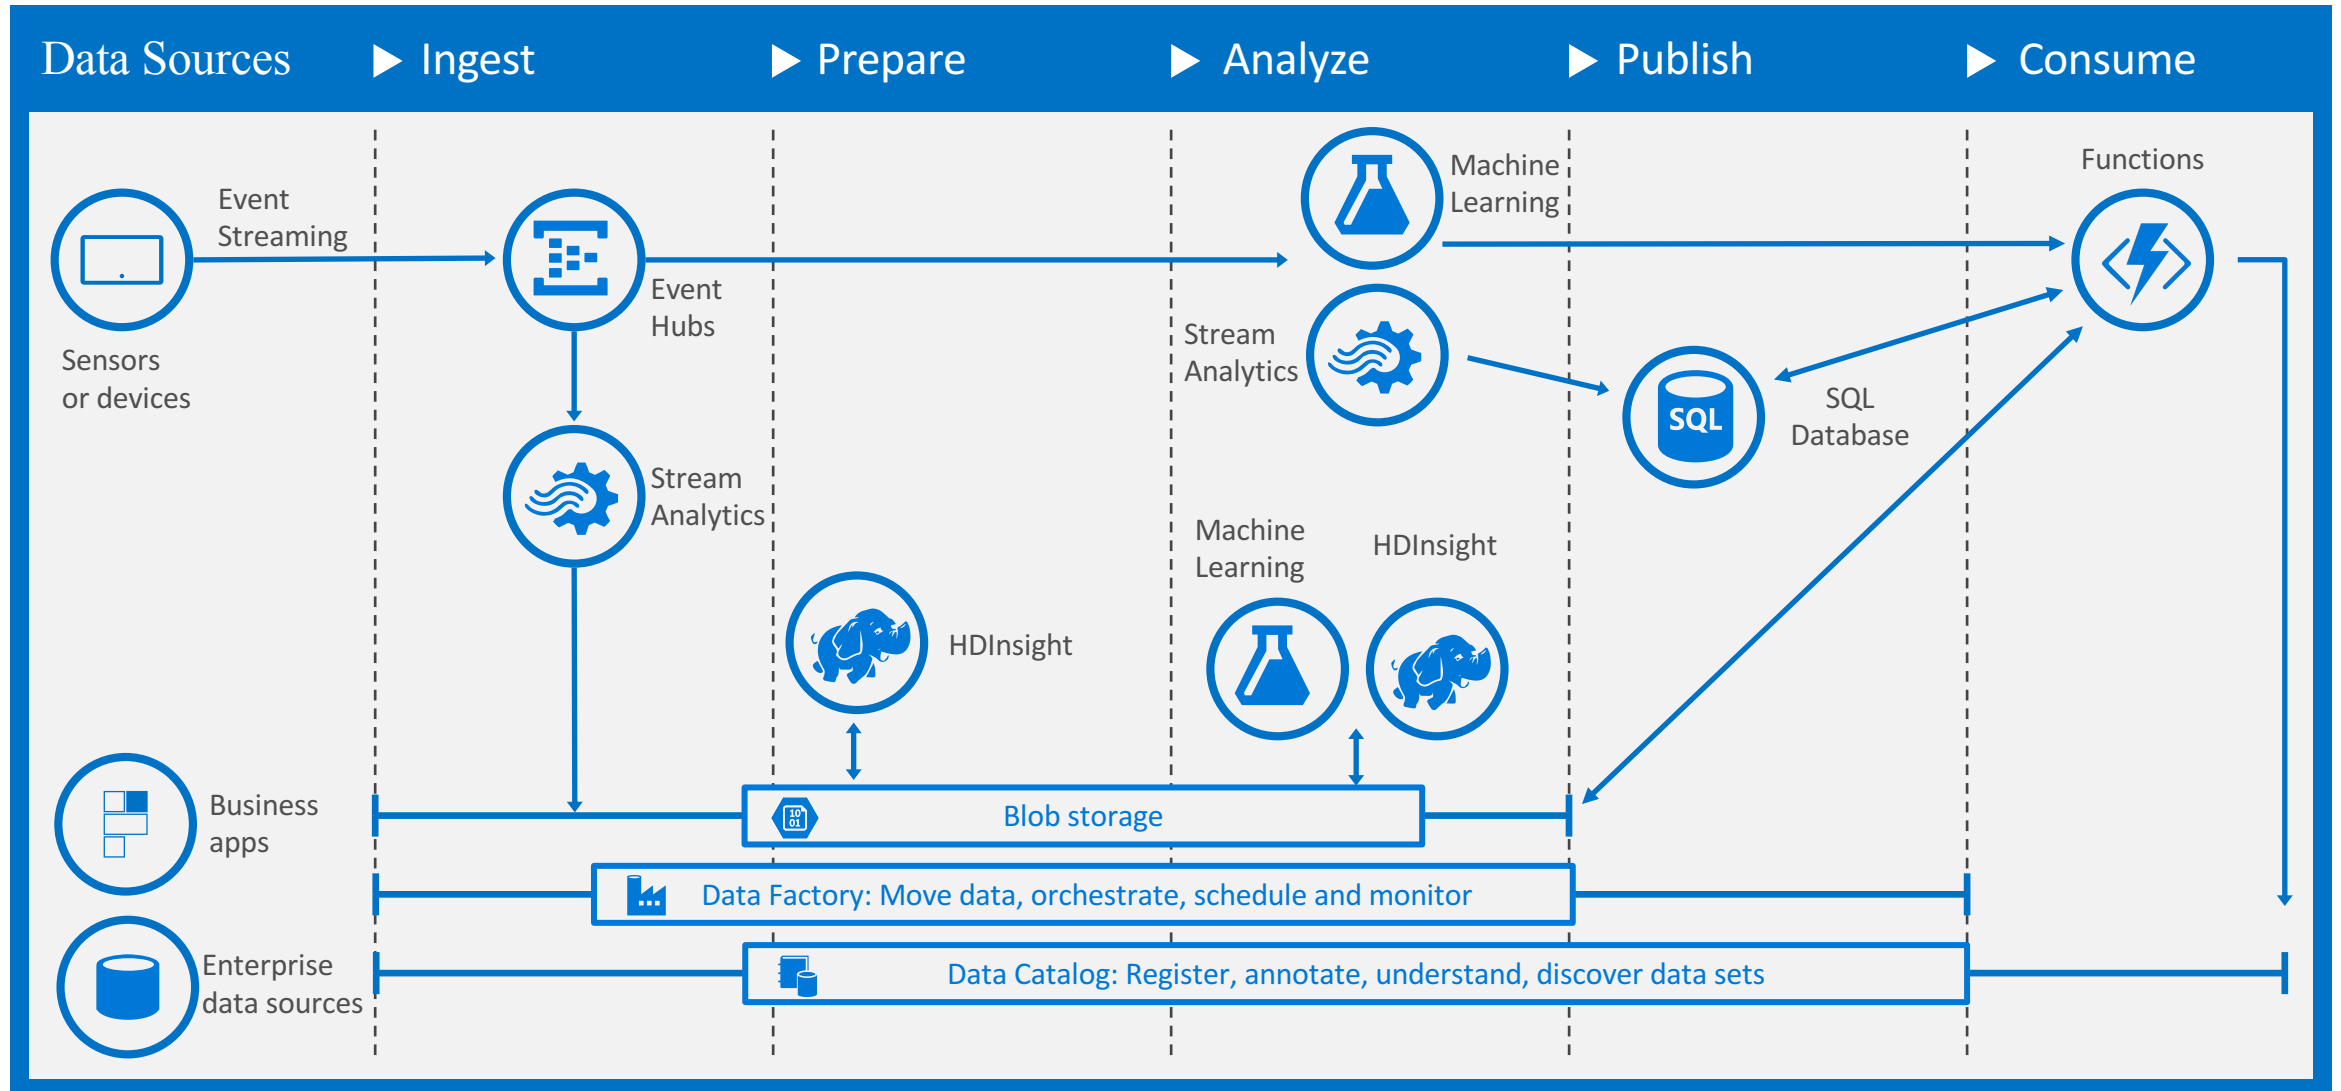 Data Sources
Ingest
Prepare
Analyze
Publish
Consume
Event
Streaming
Sensors
or devices
Event
Hubs
Stream
Analytics
HDInsight
Machine
Learning
Stream
Analytics
Machine
Learning
HDInsight
SQL
SQL
Database
Functions
Business
apps
10
01
Blob storage
Data Factory: Move data, orchestrate, schedule and monitor
Enterprise
data sources
Data Catalog: Register, annotate, understand, discover data sets